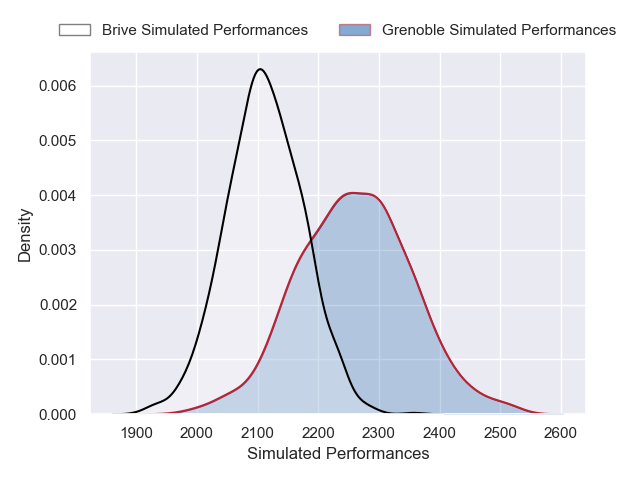 Brive Simulated Performances
Grenoble Simulated Performances
0.006
0.005
0.004
0.003
0.002
0.001
0.000
Density
1900 2000 2100 2200 2300 2400 2500 2600
Simulated Performances